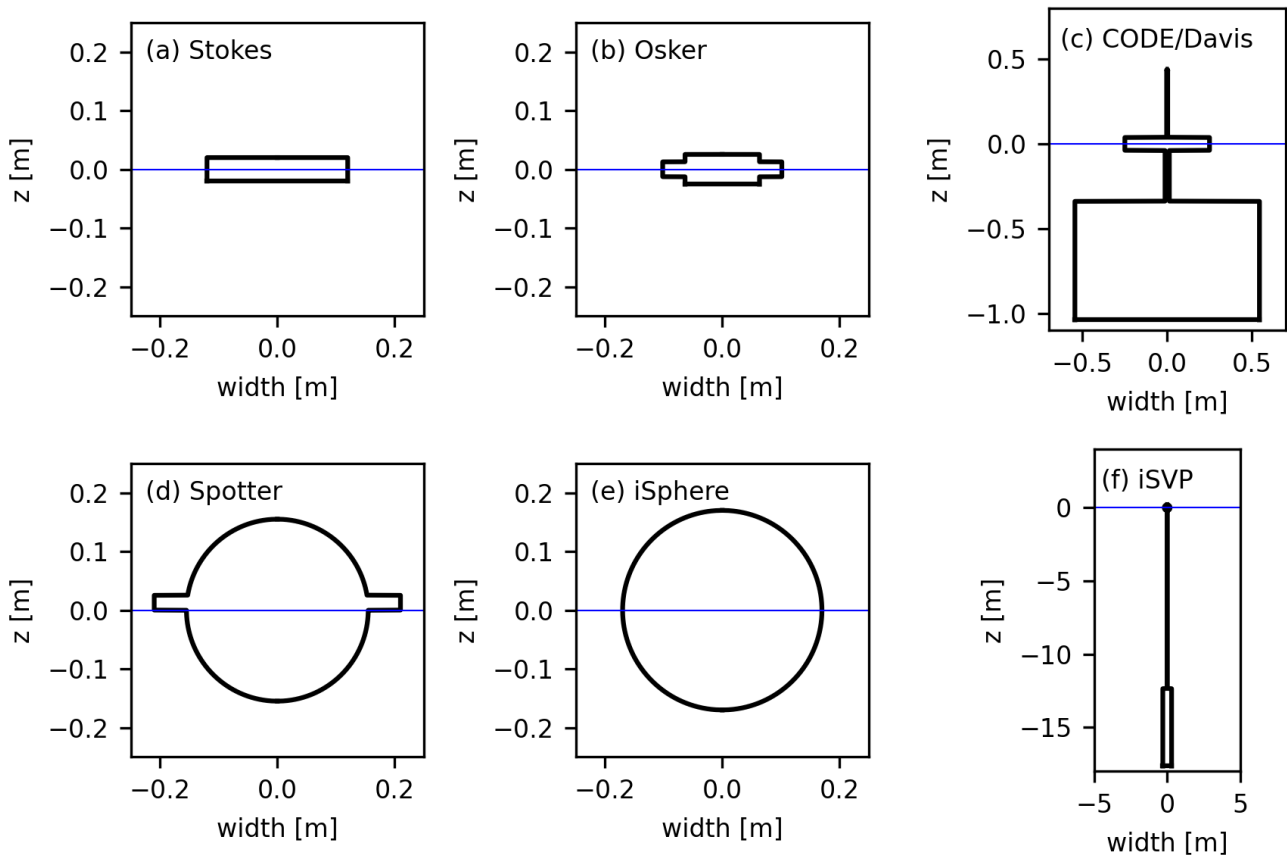 (a) Stokes
0.2
0.1
0.0
−0.1
−0.2
z [m]
−0.2 0.0 0.2
width [m]
(b) Osker
0.2
0.1
0.0
−0.1
−0.2
z [m]
−0.2 0.0 0.2
width [m]
(c) CODE/Davis
0.5
0.0
−0.5
−1.0
z [m]
−0.5 0.0 0.5
width [m]
(d) Spotter
0.2
0.1
0.0
−0.1
−0.2
z [m]
−0.2 0.0 0.2
width [m]
(e) iSphere
0.2
0.1
0.0
−0.1
−0.2
z [m]
−0.2 0.0 0.2
width [m]
(f) iSVP
0
−5
−10
−15
z [m]
−5 0 5
width [m]